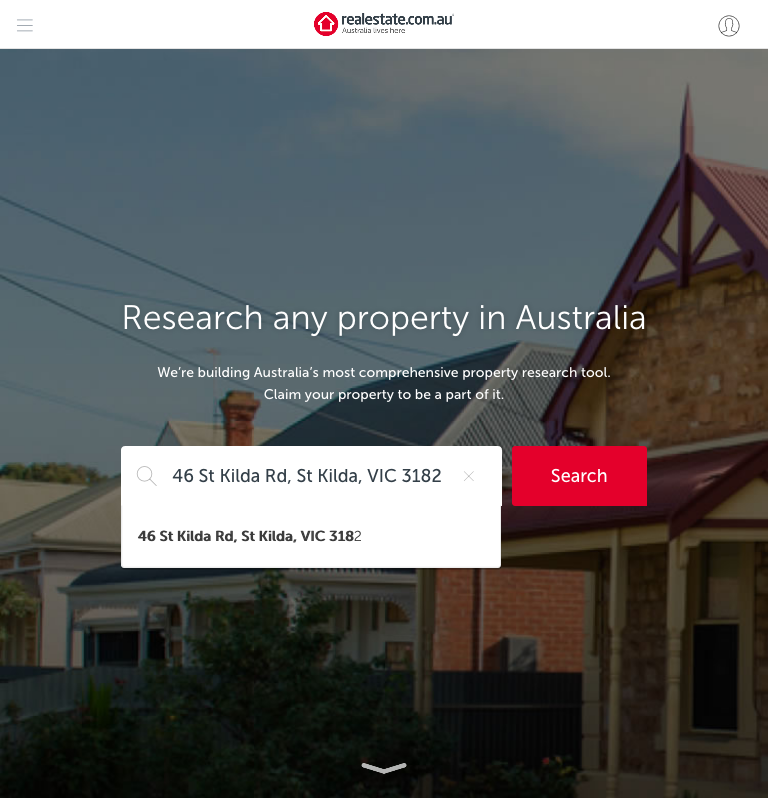 realestate.com.au
Australia lives here
Research any property in Australia
We're building Australia's most comprehensive property research tool.
Claim your property to be a part of it.
46 St Kilda Rd, St Kilda, VIC 3182
Search
46 St Kilda Rd, St Kilda, VIC 3182